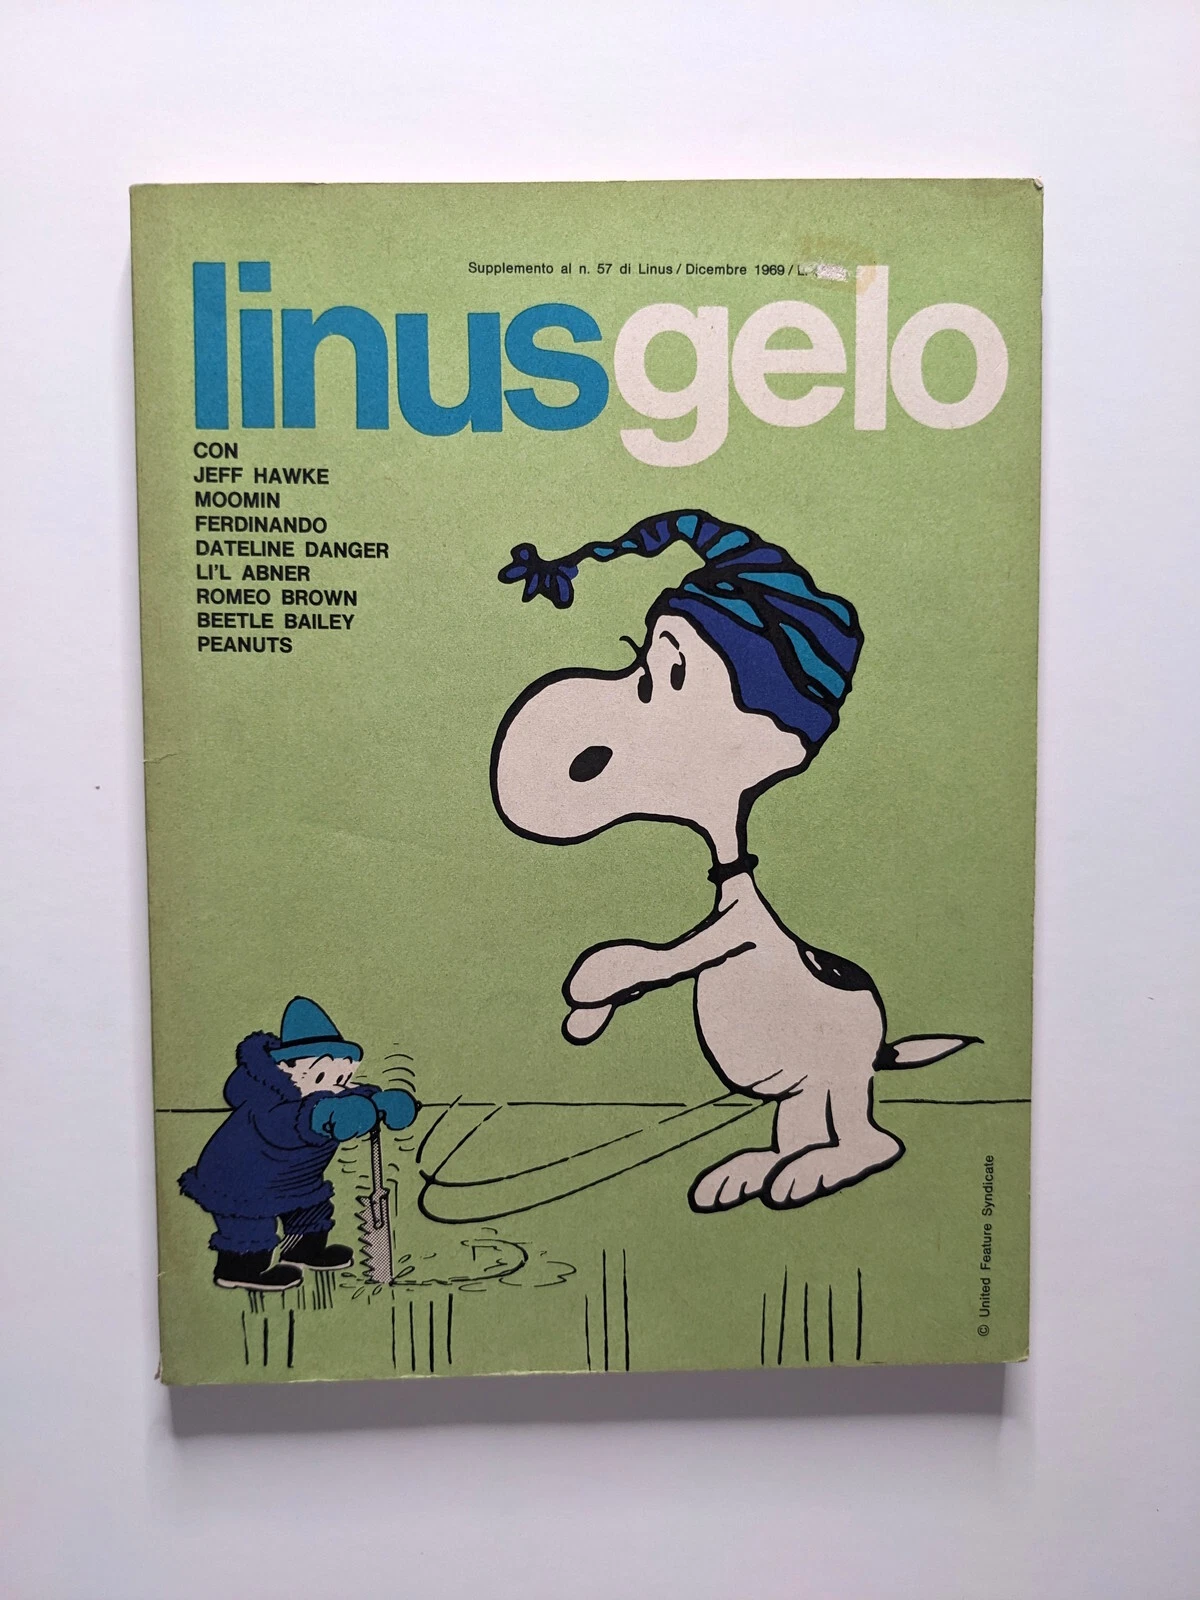 Supplemento al n. 57 di Linus / Dicembre 1969 /
linusgelo
CON
JEFF HAWKE
MOOMIN
FERDINANDO
DATELINE DANGER
LI'L ABNER
ROMEO BROWN
BEETLE BAILEY
PEANUTS
© United Feature Syndicate